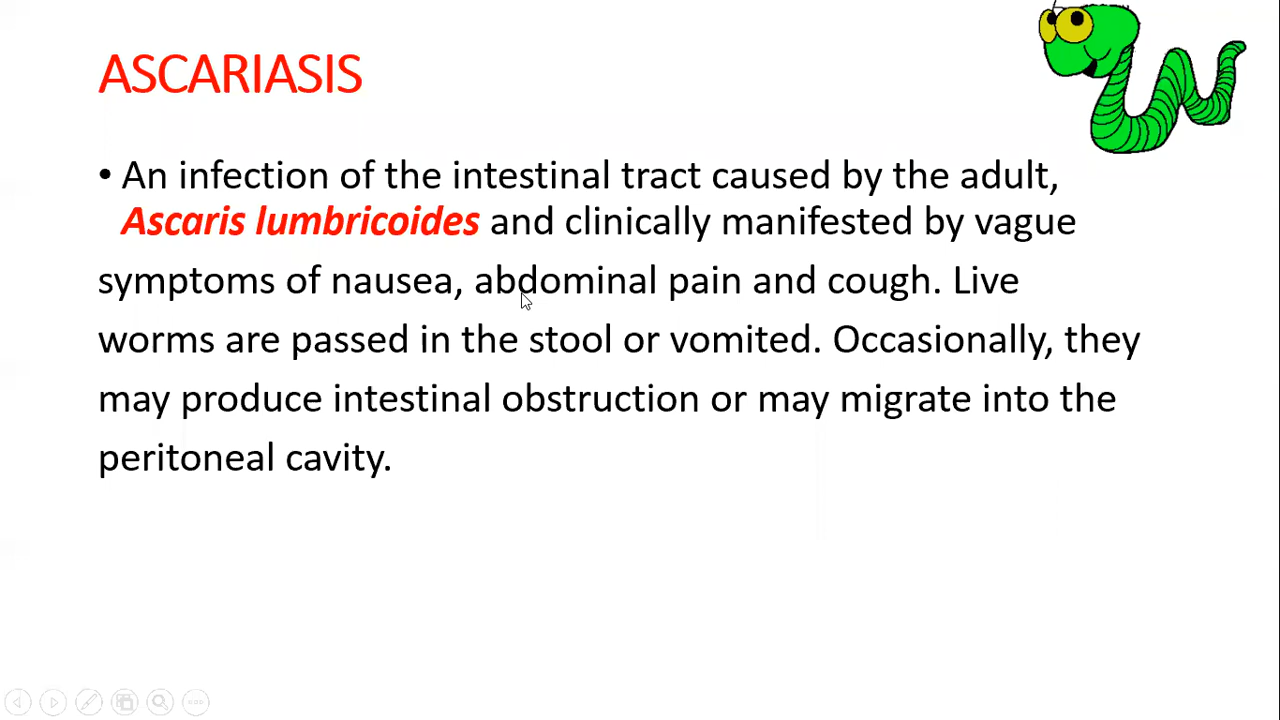 ASCARIASIS
• An infection of the intestinal tract caused by the adult,
Ascaris lumbricoides and clinically manifested by vague
symptoms of nausea, abdominal pain and cough. Live
worms are passed in the stool or vomited. Occasionally, they
may produce intestinal obstruction or may migrate into the
peritoneal cavity.